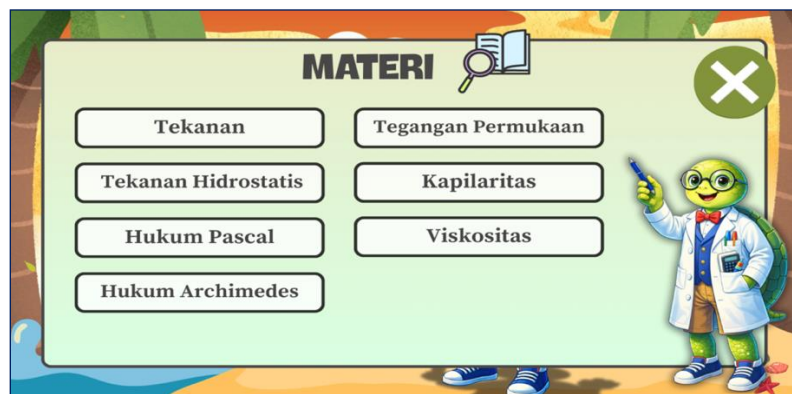 MATERI
Tekanan
Tekanan Hidrostatis
Hukum Pascal
Hukum Archimedes
Tegangan Permukaan
Kapilaritas
Viskositas